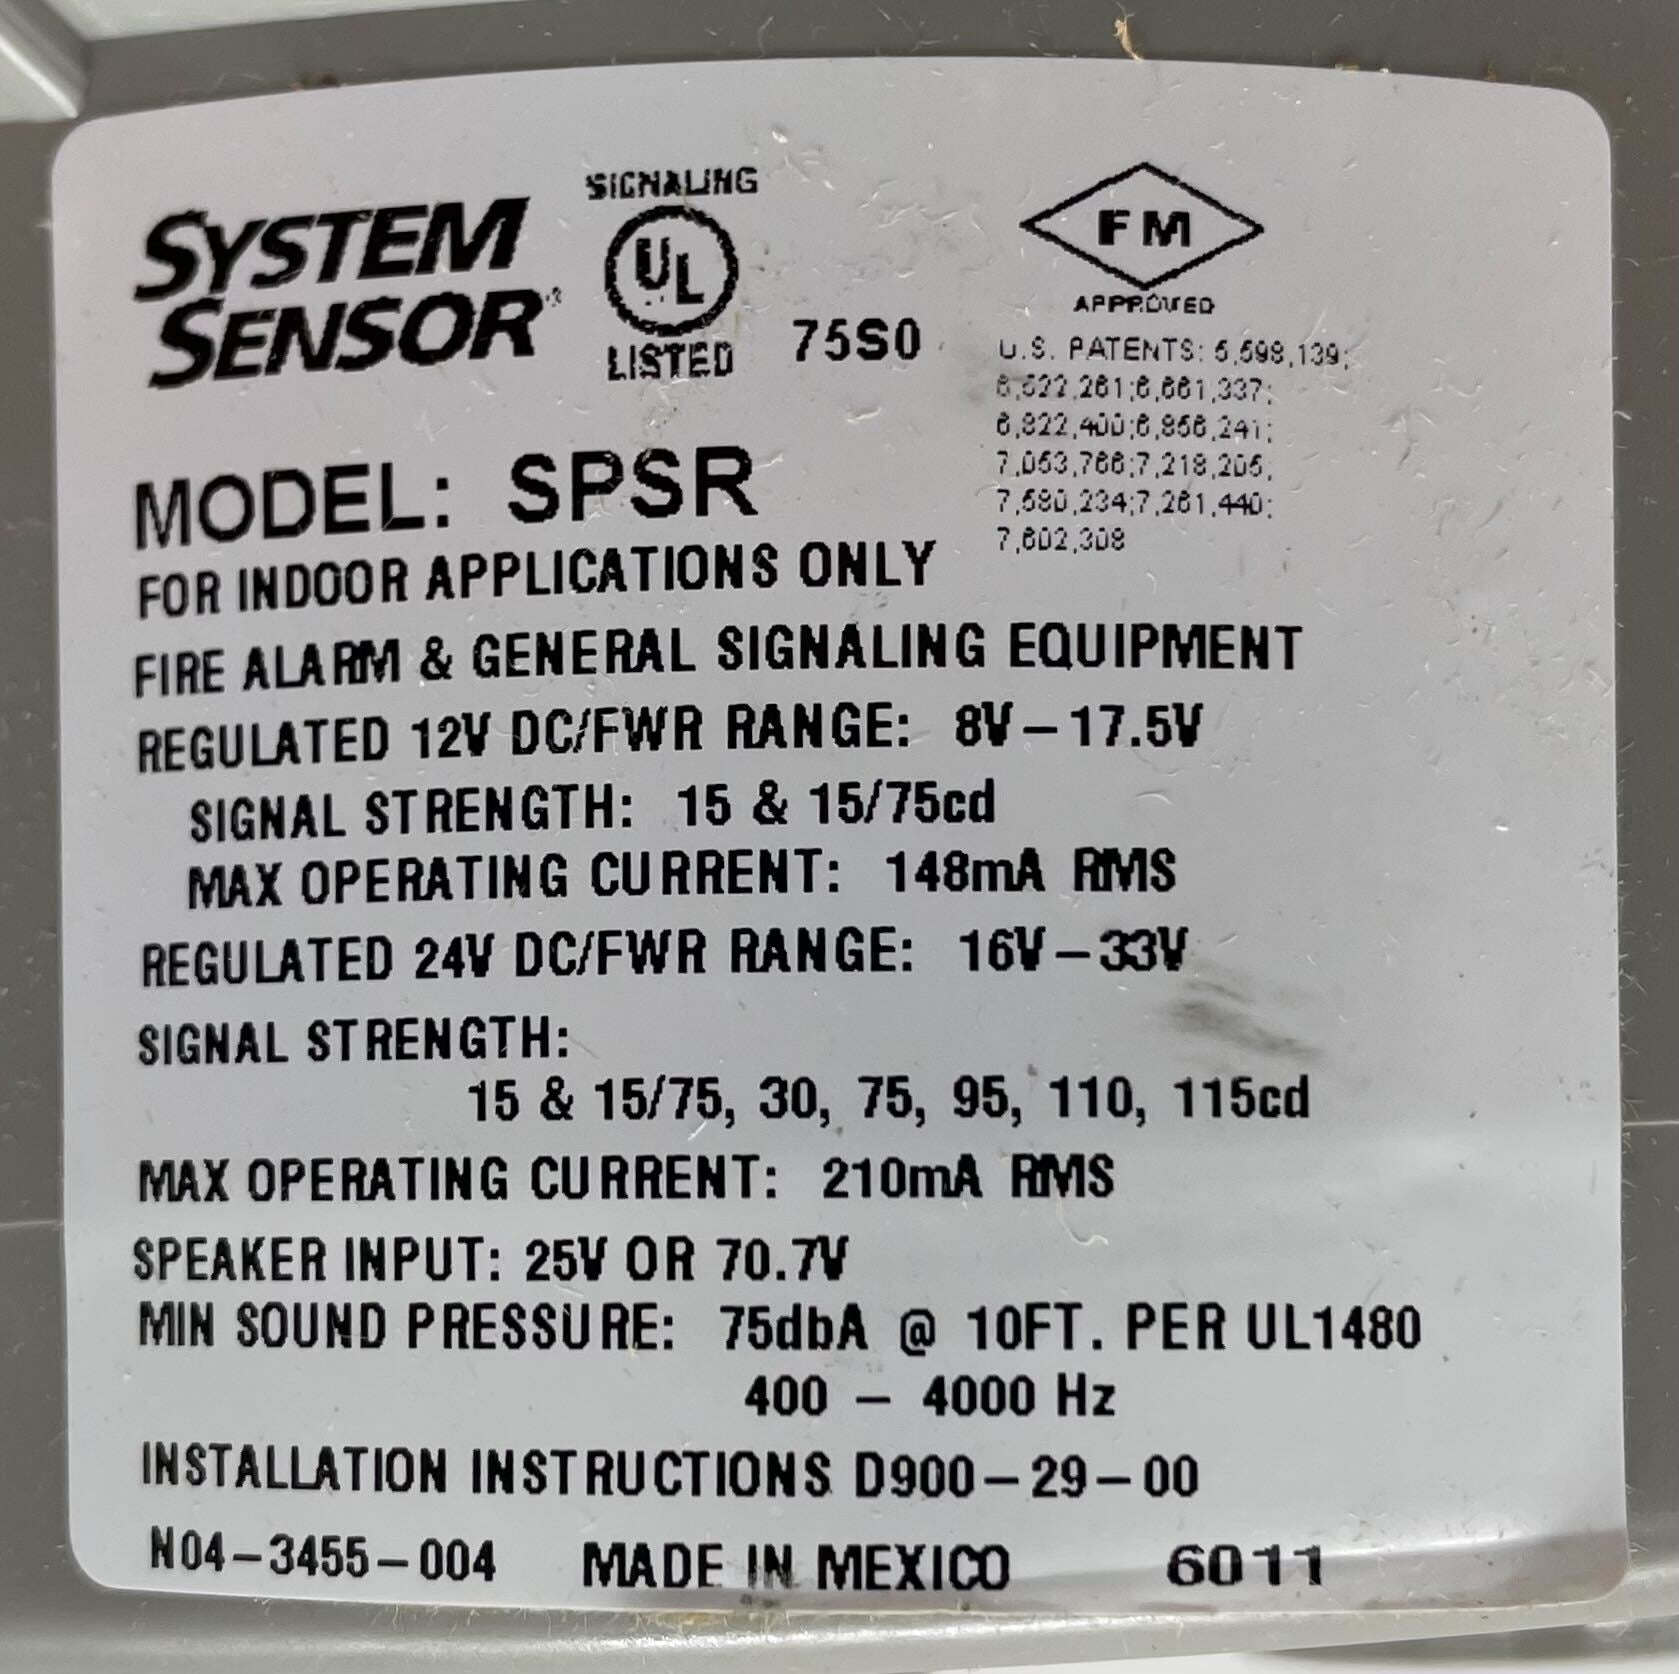 SYSTEM
SENSOR®
SIGNALING
UL
LISTED
75S0
FM
APPROVED
U.S. PATENTS: 5,598,139;
6,522,261;6,661,337;
6,822,400;6,856,241;
7,053,766;7,218,205;
7,580,234;7,261,440;
7,602,308
MODEL: SPSR
FOR INDOOR APPLICATIONS ONLY
FIRE ALARM & GENERAL SIGNALING EQUIPMENT
REGULATED 12V DC/FWR RANGE: 8V–17.5V
SIGNAL STRENGTH: 15 & 15/75cd
MAX OPERATING CURRENT: 148mA RMS
REGULATED 24V DC/FWR RANGE: 16V–33V
SIGNAL STRENGTH:
15 & 15/75, 30, 75, 95, 110, 115cd
MAX OPERATING CURRENT: 210mA RMS
SPEAKER INPUT: 25V OR 70.7V
MIN SOUND PRESSURE: 75dbA @ 10FT. PER UL1480
400 – 4000 Hz
INSTALLATION INSTRUCTIONS D900–29–00
N04–3455–004 MADE IN MEXICO 6011